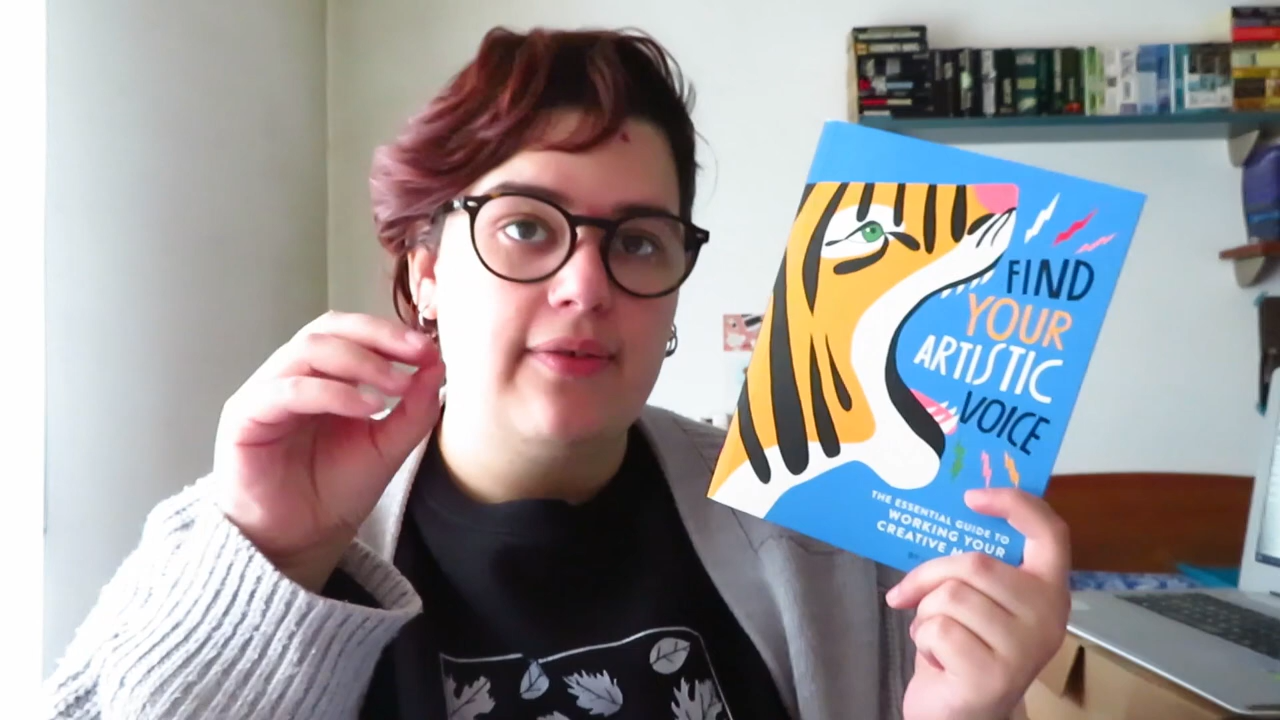 FIND
YOUR
ARTISTIC
VOICE
THE ESSENTIAL GUIDE TO
WORKING YOUR
CREATIVE